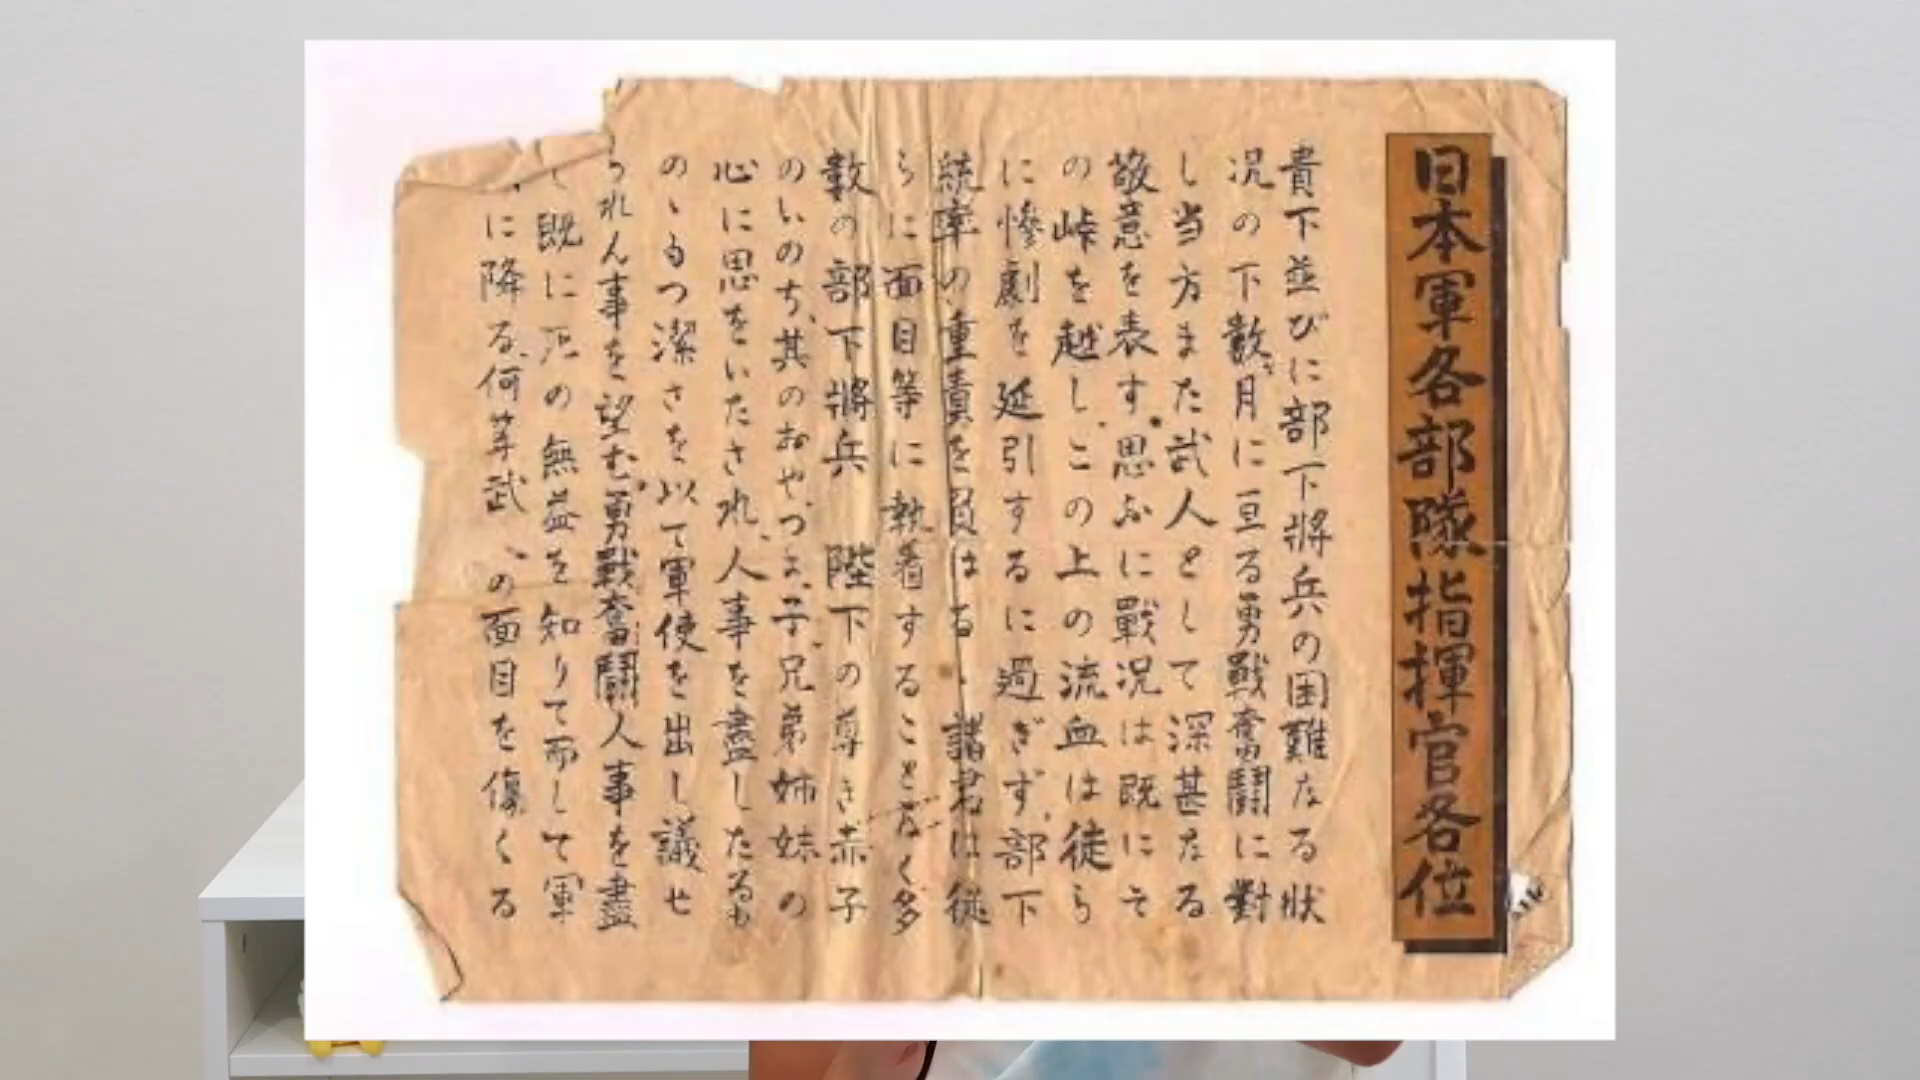 日本軍各部隊指揮官各位
貴下並びに部下將兵の困難なる状
況の下數月に亘る勇戰奮鬪に對
し当方また武人として深甚たる
敬意を表す。思ふに戰況は既にそ
の峠を越し、この上の流血は徒ら
に慘劇を延引するに過ぎず、部下
統率の重責を負はる、諸君は徒
らに面目等に執着することなく多
數の部下將兵 陛下の尊き赤子
のいのち、其のおやづま、子、兄弟姉妹の
心に思をいたされ、人事を盡したるも
のゝもつ潔さを以て軍使を出し議せ
られん事を望む。勇戰奮鬪人事を盡
し既に死の無益を知りて而して軍
に降る、何等武の面目を傷くる